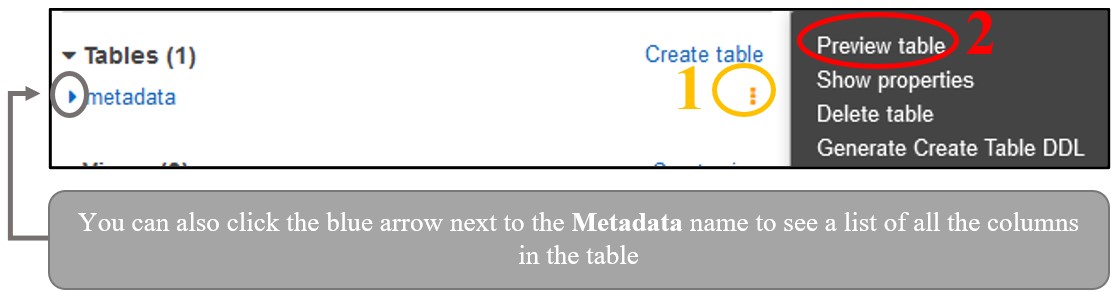 Tables (1)
Create table
metadata
1
Preview table
2
Show properties
Delete table
Generate Create Table DDL
You can also click the blue arrow next to the Metadata name to see a list of all the columns
in the table